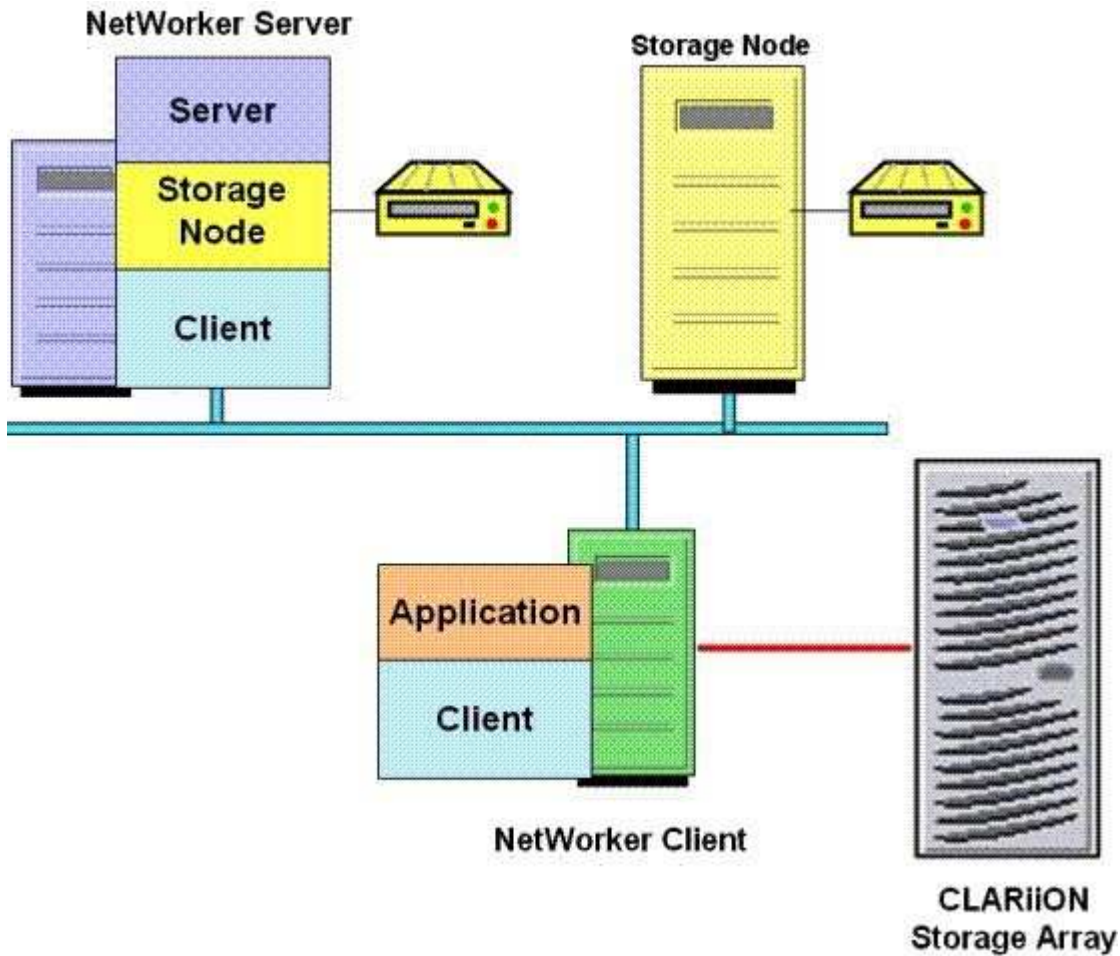 NetWorker Server
Storage Node
Server
Storage
Node
Client
Application
Client
NetWorker Client
CLARiiON
Storage Array